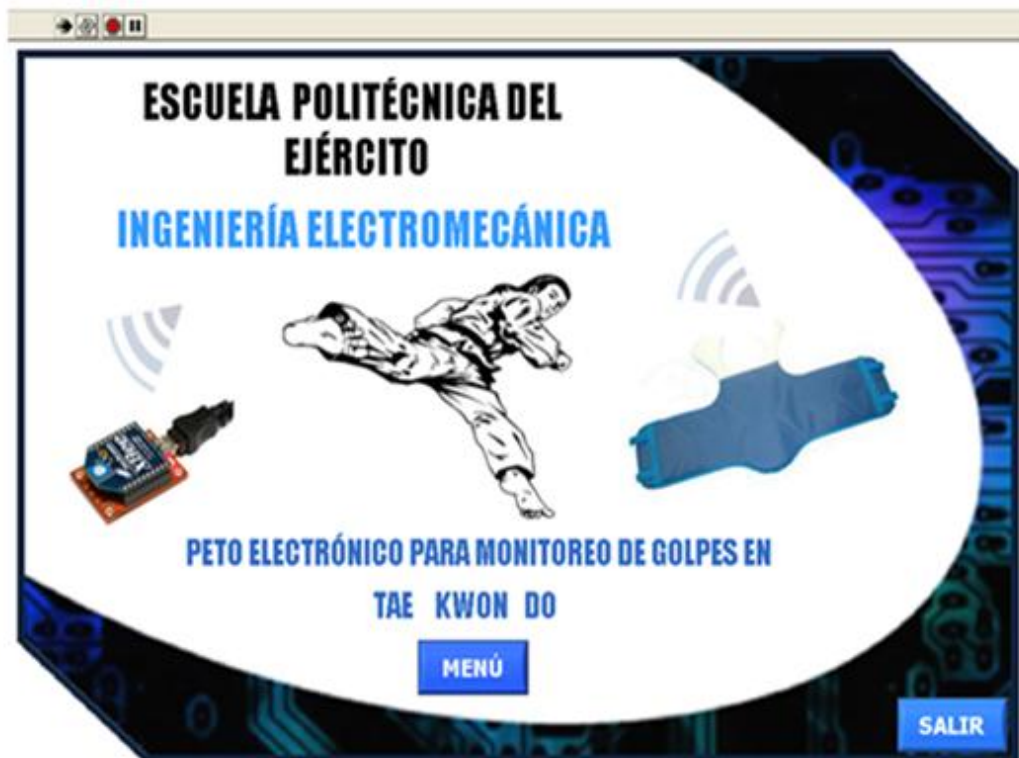 ESCUELA POLITÉCNICA DEL
EJÉRCITO
INGENIERÍA ELECTROMECÁNICA
PETO ELECTRÓNICO PARA MONITOREO DE GOLPES EN
TAE KWON DO
MENÚ
SALIR